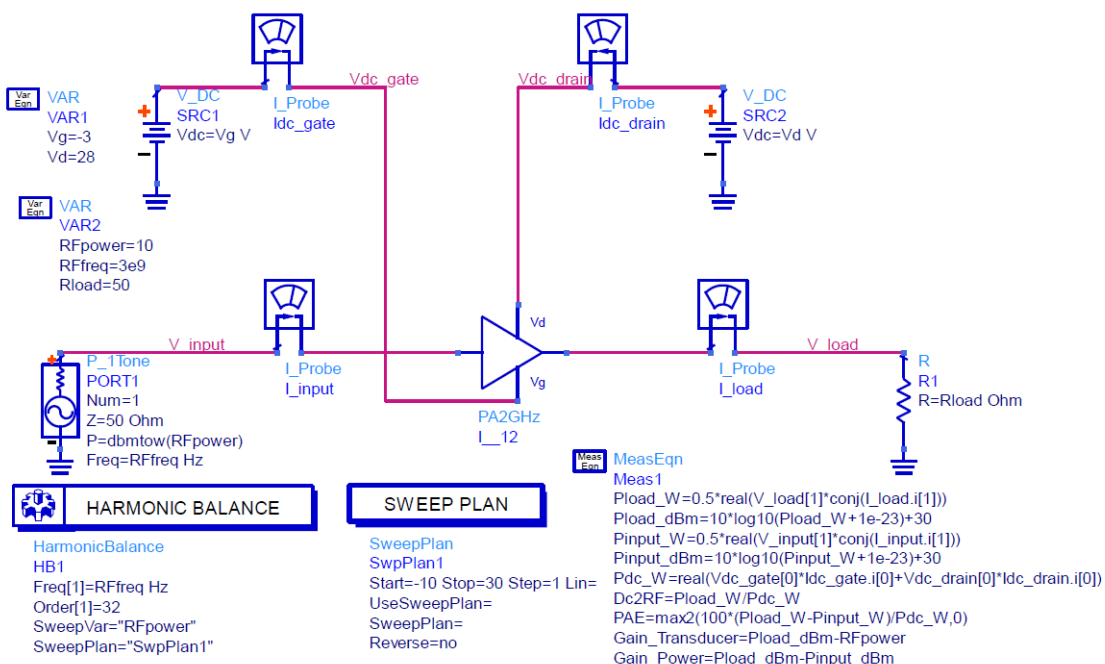 Vdc_gate
Vdc_drain
Var
Eqn
VAR
VAR1
Vg=-3
Vd=28
V_DC
SRC1
Vdc=Vg V
I_Probe
Idc_gate
I_Probe
Idc_drain
V_DC
SRC2
Vdc=Vd V
Var
Eqn
VAR
VAR2
RFpower=10
RFfreq=3e9
Rload=50
V_input
Vd
V_load
P_1Tone
PORT1
Num=1
Z=50 Ohm
P=dbmtow(RFpower)
Freq=RFfreq Hz
I_Probe
I_input
Vg
PA2GHz
I__12
I_Probe
I_load
R
R1
R=Rload Ohm
HARMONIC BALANCE
HarmonicBalance
HB1
Freq[1]=RFfreq Hz
Order[1]=32
SweepVar="RFpower"
SweepPlan="SwpPlan1"
SWEEP PLAN
SweepPlan
SwpPlan1
Start=-10 Stop=30 Step=1 Lin=
UseSweepPlan=
SweepPlan=
Reverse=no
Meas
Eqn
MeasEqn
Meas1
Pload_W=0.5*real(V_load[1]*conj(I_load.i[1]))
Pload_dBm=10*log10(Pload_W+1e-23)+30
Pinput_W=0.5*real(V_input[1]*conj(I_input.i[1]))
Pinput_dBm=10*log10(Pinput_W+1e-23)+30
Pdc_W=real(Vdc_gate[0]*Idc_gate.i[0]+Vdc_drain[0]*Idc_drain.i[0])
Dc2RF=Pload_W/Pdc_W
PAE=max2(100*(Pload_W-Pinput_W)/Pdc_W,0)
Gain_Transducer=Pload_dBm-RFpower
Gain_Power=Pload_dBm-Pinput_dBm